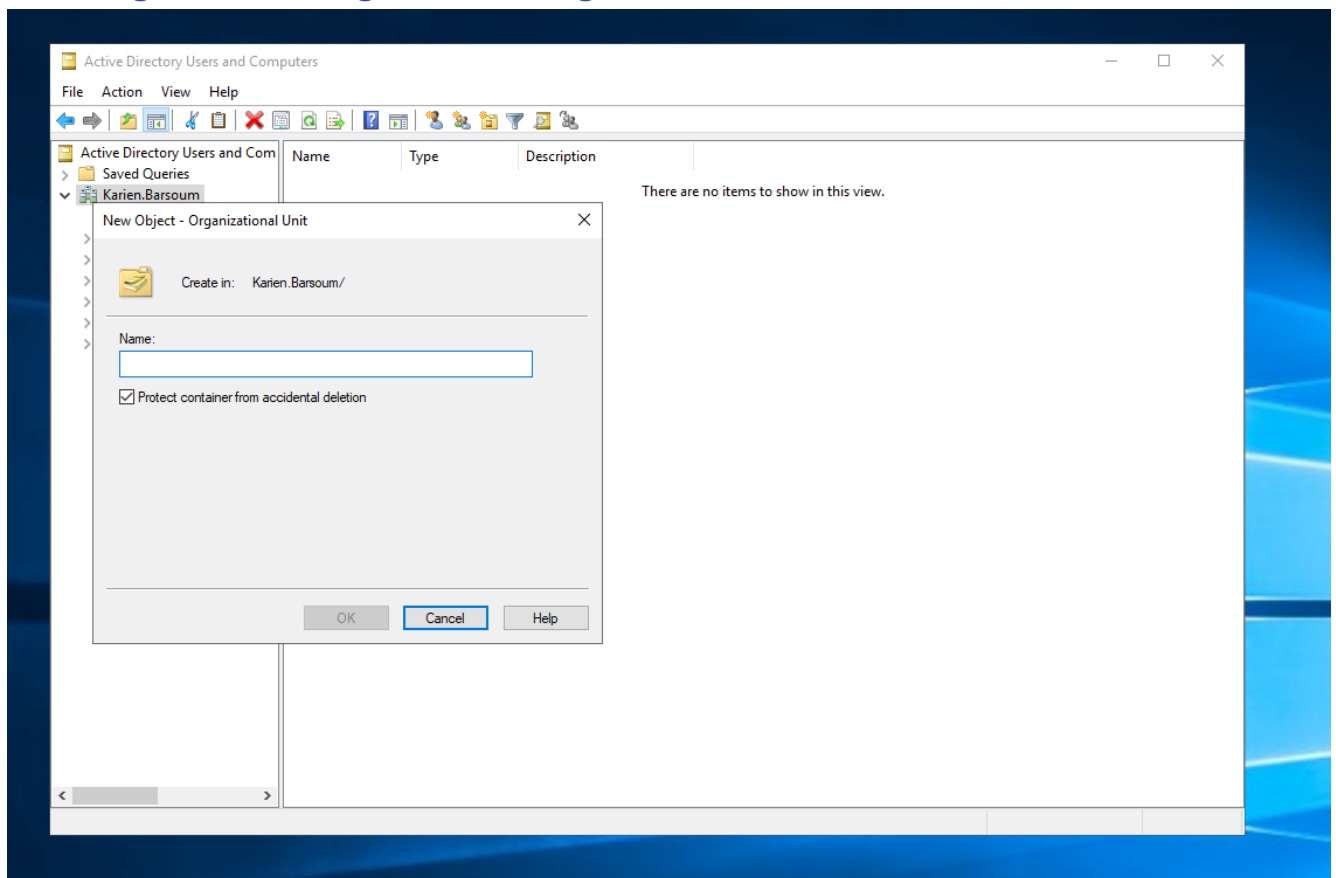 Active Directory Users and Computers
File Action View Help
Active Directory Users and Com
Saved Queries
Karien.Barsoum
Name Type Description
There are no items to show in this view.
New Object - Organizational Unit
Create in: Karien.Barsoum/
Name:
Protect container from accidental deletion
OK Cancel Help